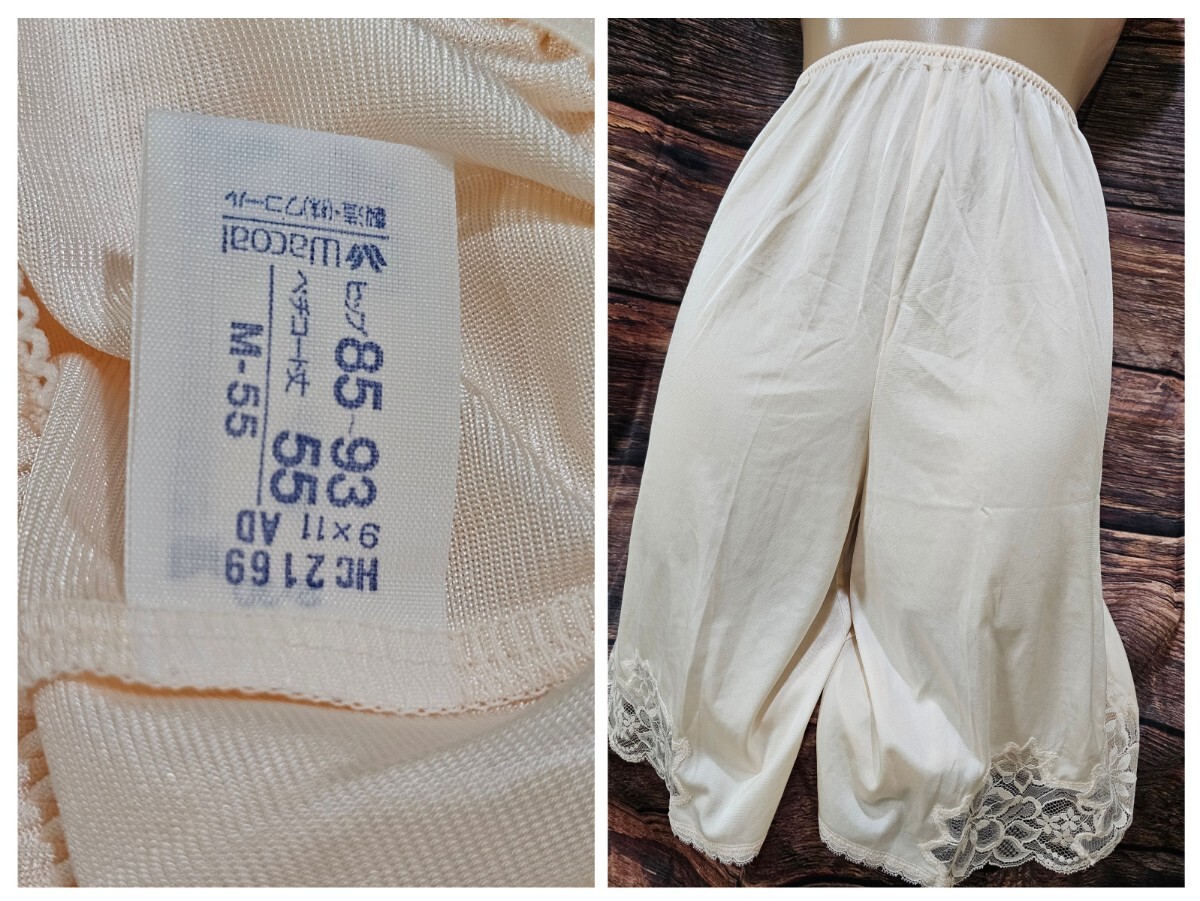 HC2169
9×11 AD
ヒップ 85~93
ペチコート丈 55
M-55
Wacoal
製造・(株)ワコール